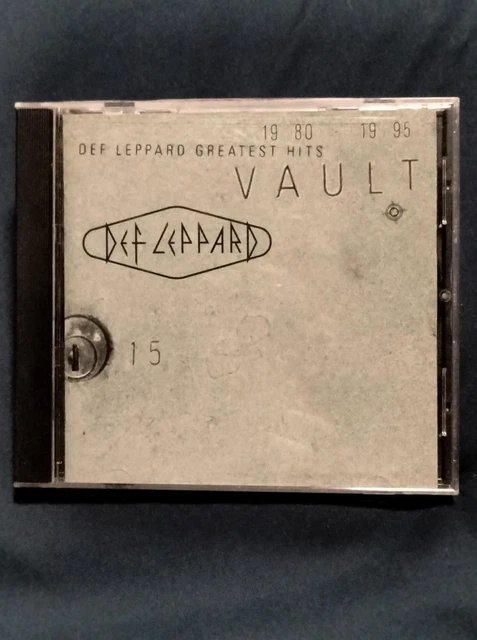 19 80 - 19 95
DEF LEPPARD GREATEST HITS
VAULT
DEF LEPPARD
15